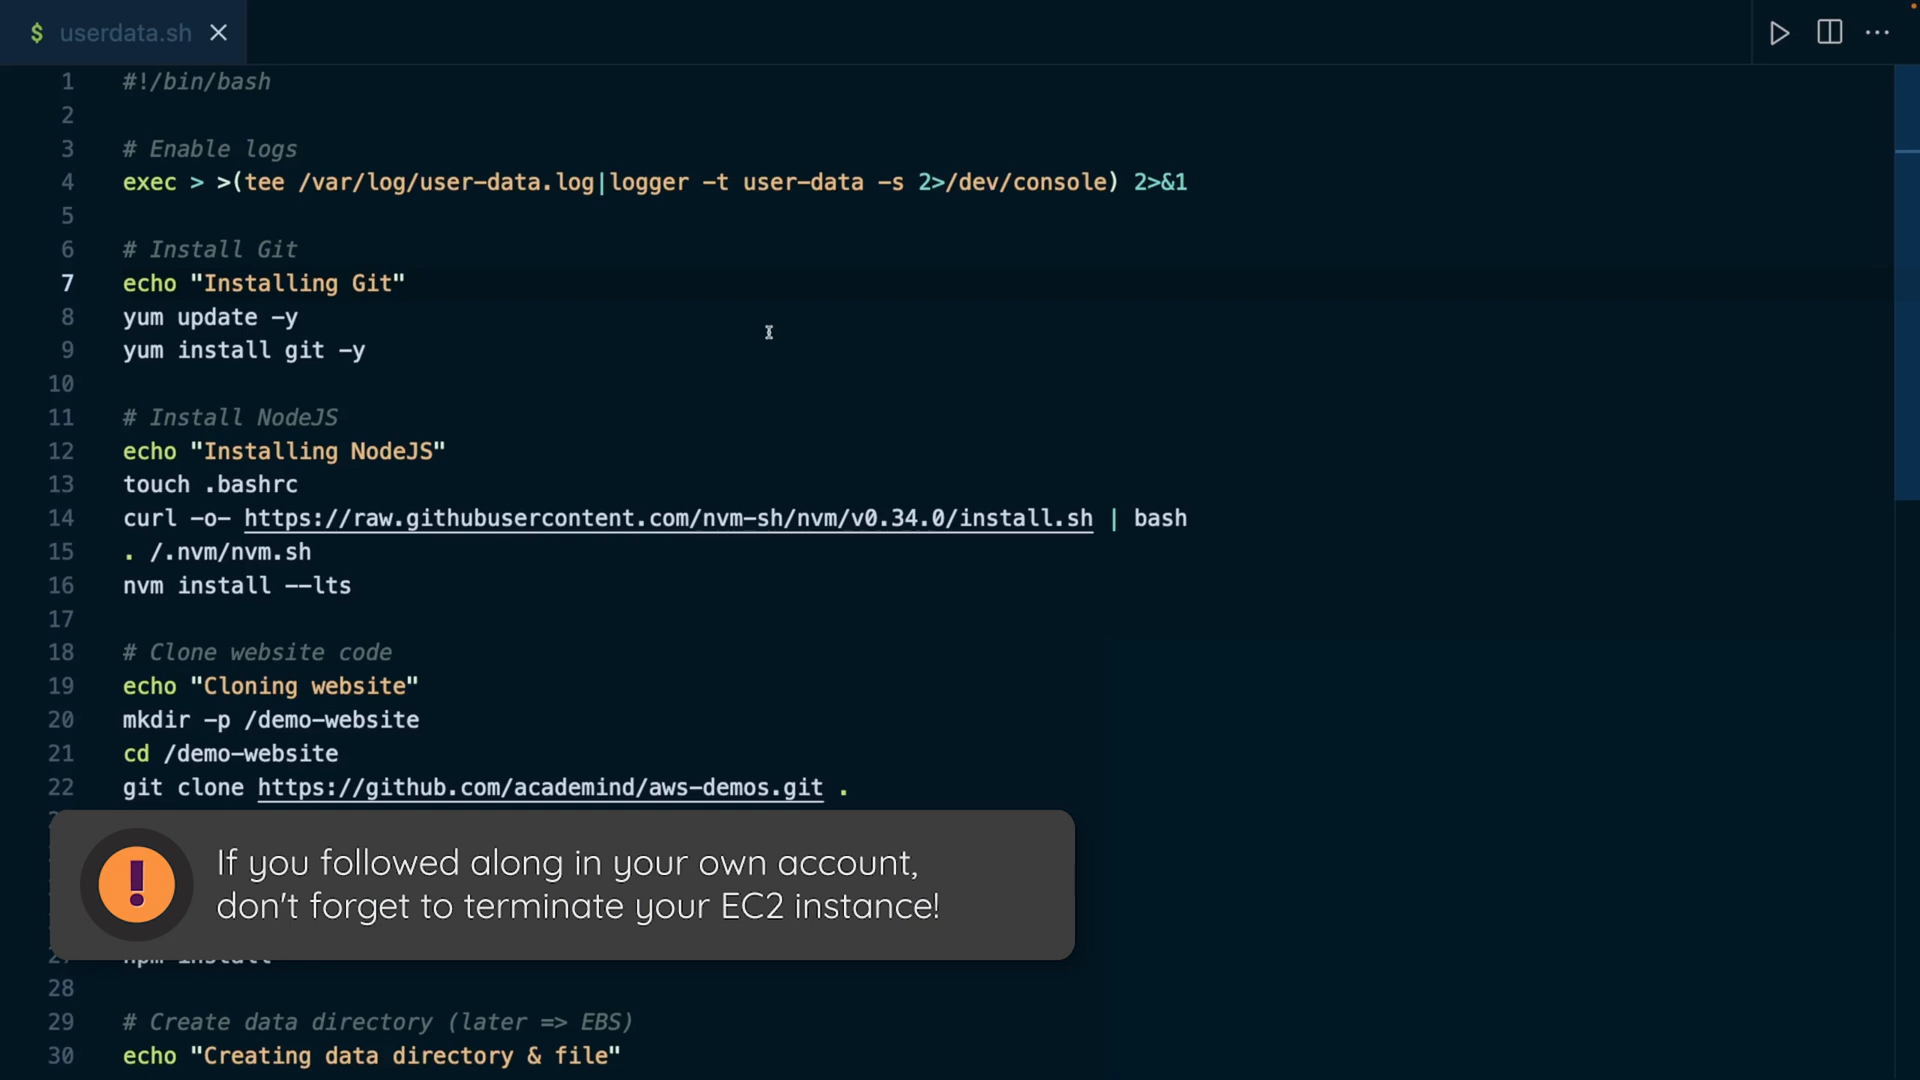 $ userdata.sh
1 #!/bin/bash
2
3 # Enable logs
4 exec > >(tee /var/log/user-data.log|logger -t user-data -s 2>/dev/console) 2>&1
5
6 # Install Git
7 echo "Installing Git"
8 yum update -y
9 yum install git -y
10
11 # Install NodeJS
12 echo "Installing NodeJS"
13 touch .bashrc
14 curl -o- https://raw.githubusercontent.com/nvm-sh/nvm/v0.34.0/install.sh | bash
15 . /.nvm/nvm.sh
16 nvm install --lts
17
18 # Clone website code
19 echo "Cloning website"
20 mkdir -p /demo-website
21 cd /demo-website
22 git clone https://github.com/academind/aws-demos.git .
! If you followed along in your own account,
don't forget to terminate your EC2 instance!
27 npm install
28
29 # Create data directory (later => EBS)
30 echo "Creating data directory & file"